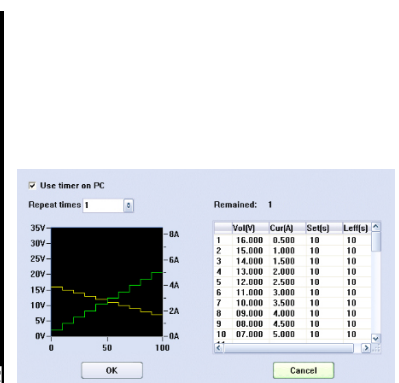 Use timer on PC
Repeat times 1
Remained: 1
35V
30V
25V
20V
15V
10V
5V
0V
8A
6A
4A
2A
0A
0 50 100
Vol(V) Cur(A) Set(s) Left(s)
1 16.000 0.500 10 10
2 15.000 1.000 10 10
3 14.000 1.500 10 10
4 13.000 2.000 10 10
5 12.000 2.500 10 10
6 11.000 3.000 10 10
7 10.000 3.500 10 10
8 09.000 4.000 10 10
9 08.000 4.500 10 10
10 07.000 5.000 10 10
OK
Cancel